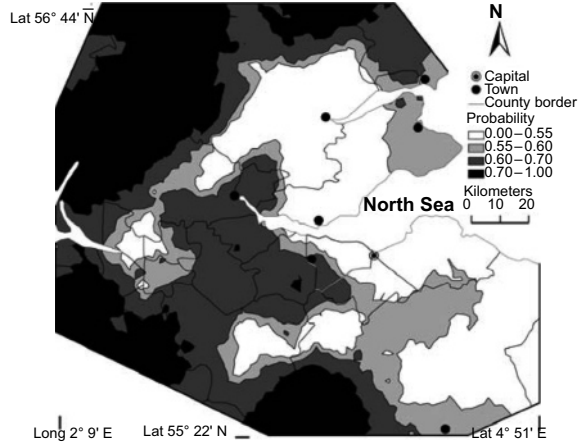 Lat 56° 44' N
N
Capital
Town
County border
Probability
0.00–0.55
0.55–0.60
0.60–0.70
0.70–1.00
Kilometers
0 10 20
North Sea
Long 2° 9' E
Lat 55° 22' N
Lat 4° 51' E